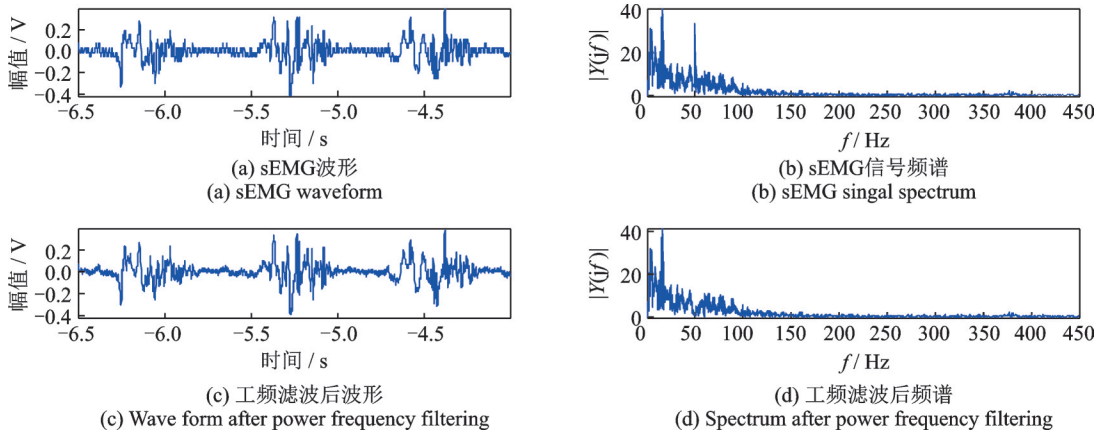 幅值 / V
0.2
0.0
−0.2
−0.4
−6.5 −6.0 −5.5 −5.0 −4.5
时间 / s
(a) sEMG波形
(a) sEMG waveform
|Y(jf)|
40
20
0
0 50 100 150 200 250 300 350 400 450
f / Hz
(b) sEMG信号频谱
(b) sEMG singal spectrum
幅值 / V
0.2
0.0
−0.2
−0.4
−6.5 −6.0 −5.5 −5.0 −4.5
时间 / s
(c) 工频滤波后波形
(c) Wave form after power frequency filtering
|Y(jf)|
40
20
0
0 50 100 150 200 250 300 350 400 450
f / Hz
(d) 工频滤波后频谱
(d) Spectrum after power frequency filtering